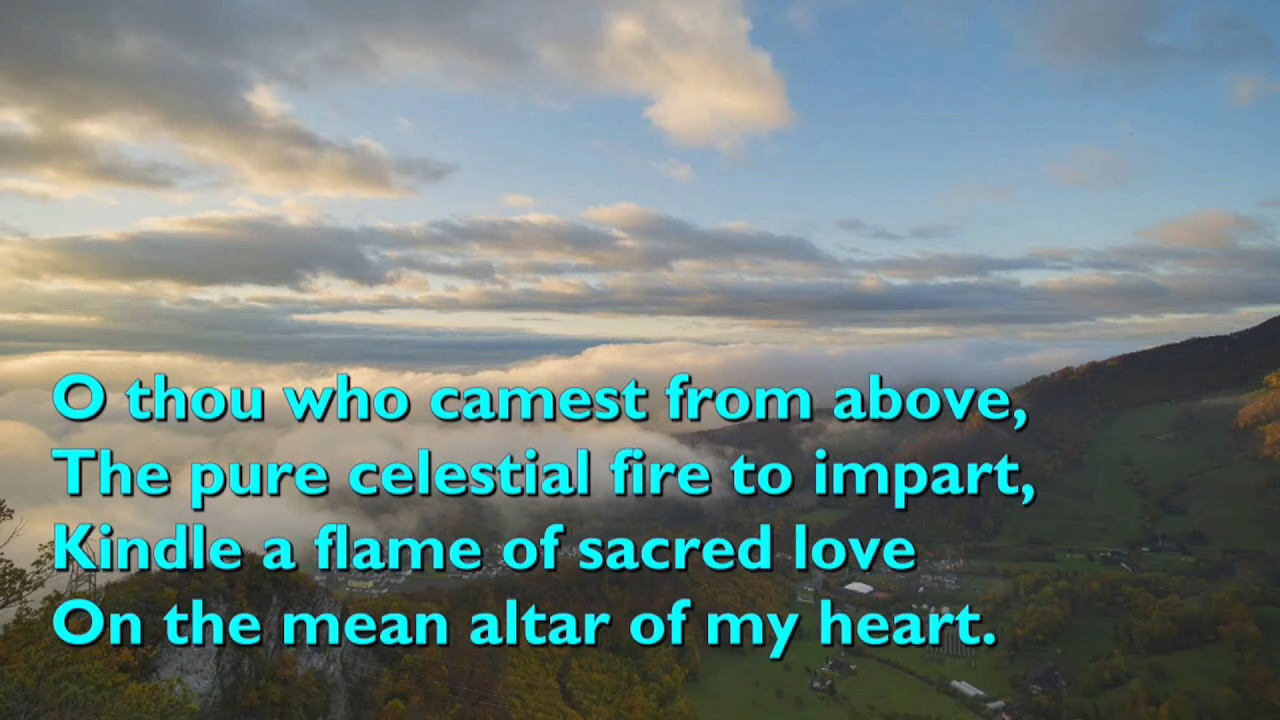 O thou who camest from above,
The pure celestial fire to impart,
Kindle a flame of sacred love
On the mean altar of my heart.